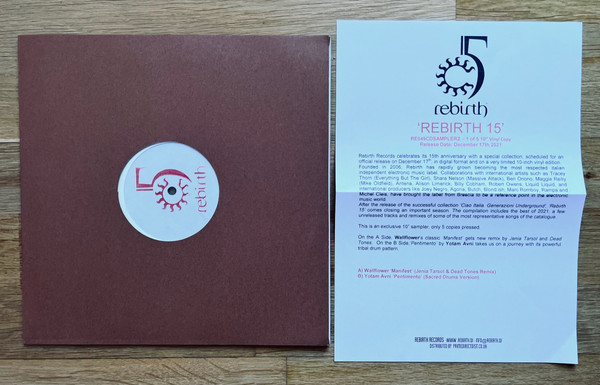 5
rebirth
5
rebirth
'REBIRTH 15'
1 of 5 10" Vinyl
Release Date: December 17th 2021
Rebirth Records celebrates its 15th anniversary with a special collection, scheduled for an
official release on December 17th, in digital format and on a very limited 10-inch vinyl edition.
Founded in 2006, Rebirth has rapidly grown becoming the most respected Italian
independent electronic music label. Collaborations with international artists such as Tracey
Thorn (Everything But The Girl), Shara Nelson (Massive Attack), Ben Onono, Maggie Reilly
(Mike Oldfield), Antena, Alison Limerick, Billy Cobham, Robert Owens, Liquid Liquid, and
international producers like Joey Negro, Agoria, Butch, Blond:ish, Marc Romboy, Rampa and
Michel Cleis, have brought the label from Salento to be a reference point in the electronic
music world.
After the release of the successful collection 'Ciao Italia: Generazioni Underground', 'Rebirth
15' comes closing an important season. The compilation includes the best of 2021, a few
unreleased tracks and remixes of some of the most representative songs of the catalogue.
This is an exclusive 10" sampler, only 5 copies pressed:
On the A Side, Wallflower's classic 'Manifest' gets new remix by Jenia Tarsol and Dead
Tones. On the B Side 'Pentimento' by Yotam Avni takes us on a journey with its powerful
tribal drum pattern
A) Wallflower 'Manifest' (Jenia Tarsol & Dead Tones Remix)
B) Yotam Avni 'Pentimento' (Sacred Drums Version)
REBIRTH RECORDS
DISTRIBUTED BY